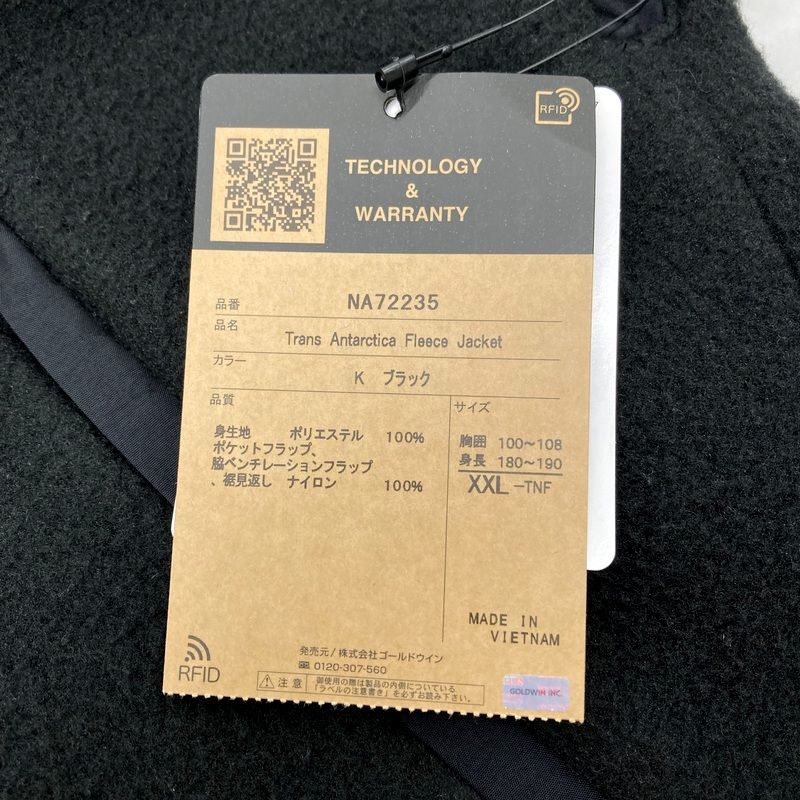 RFID
TECHNOLOGY
&
WARRANTY
品番 NA72235
品名 Trans Antarctica Fleece Jacket
カラー K ブラック
品質
身生地 ポリエステル 100%
ポケットフラップ、
脇ベンチレーションフラップ
、裾見返し ナイロン 100%
サイズ
胸囲 100～108
身長 180～190
XXL -TNF
MADE IN
VIETNAM
RFID
発売元/株式会社ゴールドウイン
0120-307-560
注意
御使用の際は製品の内側についている
「ラベルの注意書き」を必ずお読み下さい。
GOLDWIN INC.